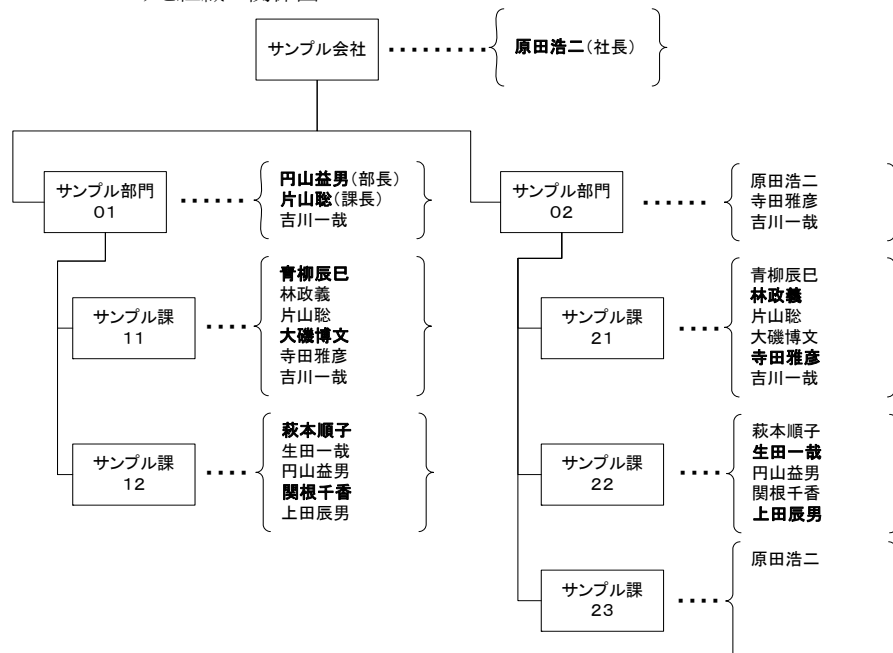 サンプル会社
原田浩二(社長)
サンプル部門
01
円山益男(部長)
片山聡(課長)
吉川一哉
サンプル部門
02
原田浩二
寺田雅彦
吉川一哉
サンプル課
11
青柳辰巳
林政義
片山聡
大磯博文
寺田雅彦
吉川一哉
サンプル課
21
青柳辰巳
林政義
片山聡
大磯博文
寺田雅彦
吉川一哉
サンプル課
12
萩本順子
生田一哉
円山益男
関根千香
上田辰男
サンプル課
22
萩本順子
生田一哉
円山益男
関根千香
上田辰男
サンプル課
23
原田浩二